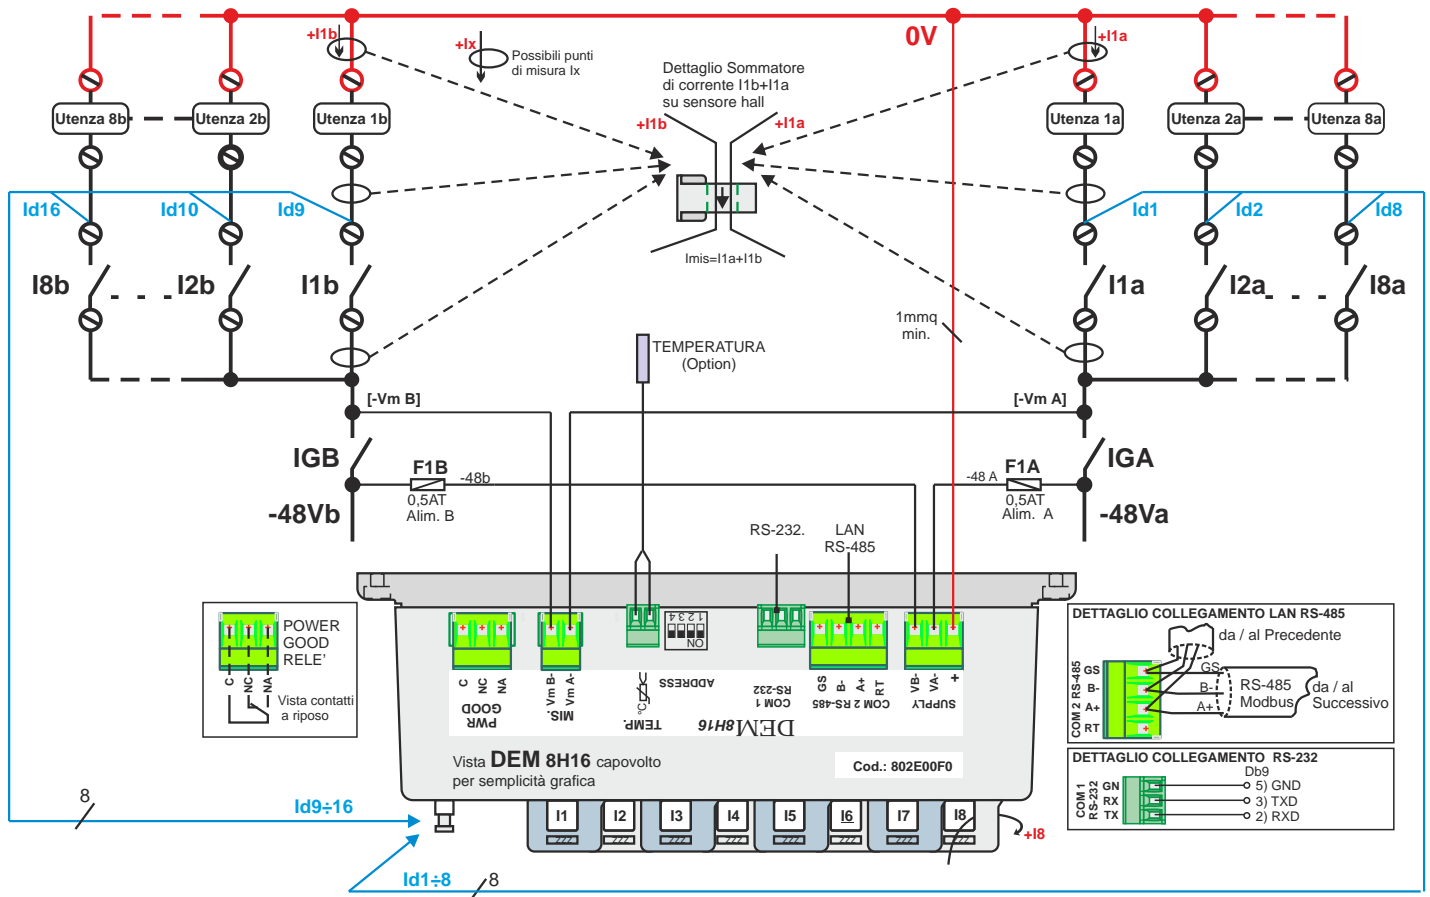 +I1b
+Ix
Possibili punti
di misura Ix
0V
+I1a
Dettaglio Sommatore
di corrente I1b+I1a
su sensore hall
Utenza 8b
Utenza 2b
Utenza 1b
+I1b
+I1a
Utenza 1a
Utenza 2a
Utenza 8a
Id16
Id10
Id9
Id1
Id2
Id8
Imis=I1a+I1b
I8b
I2b
I1b
I1a
I2a
I8a
1mmq
min.
TEMPERATURA
(Option)
[-Vm B]
[-Vm A]
IGB
F1B
-48b
-48 A
F1A
IGA
0,5AT
Alim. B
0,5AT
Alim. A
-48Vb
-48Va
RS-232.
LAN
RS-485
POWER
GOOD
RELE'
C
NC
NA
Vista contatti
a riposo
C
NC
NA
PWR
GOOD
Vm B-
Vm A-
MIS.
°C
TEMP.
1 2 3 4
ON
ADDRESS
DEM 8H16
COM 1
RS-232
GS
B-
A+
RT
COM 2 RS-485
VB-
VA-
+
SUPPLY
Vista DEM 8H16 capovolto
per semplicità grafica
Cod.: 802E00F0
DETTAGLIO COLLEGAMENTO LAN RS-485
da / al Precedente
COM 2 RS-485
GS
B-
A+
RT
GS
B-
A+
RS-485
Modbus
da / al
Successivo
DETTAGLIO COLLEGAMENTO RS-232
Db9
COM 1
RS-232
GN
RX
TX
5) GND
3) TXD
2) RXD
8
Id9÷16
I1
I2
I3
I4
I5
I6
I7
I8
+I8
Id1÷8
8